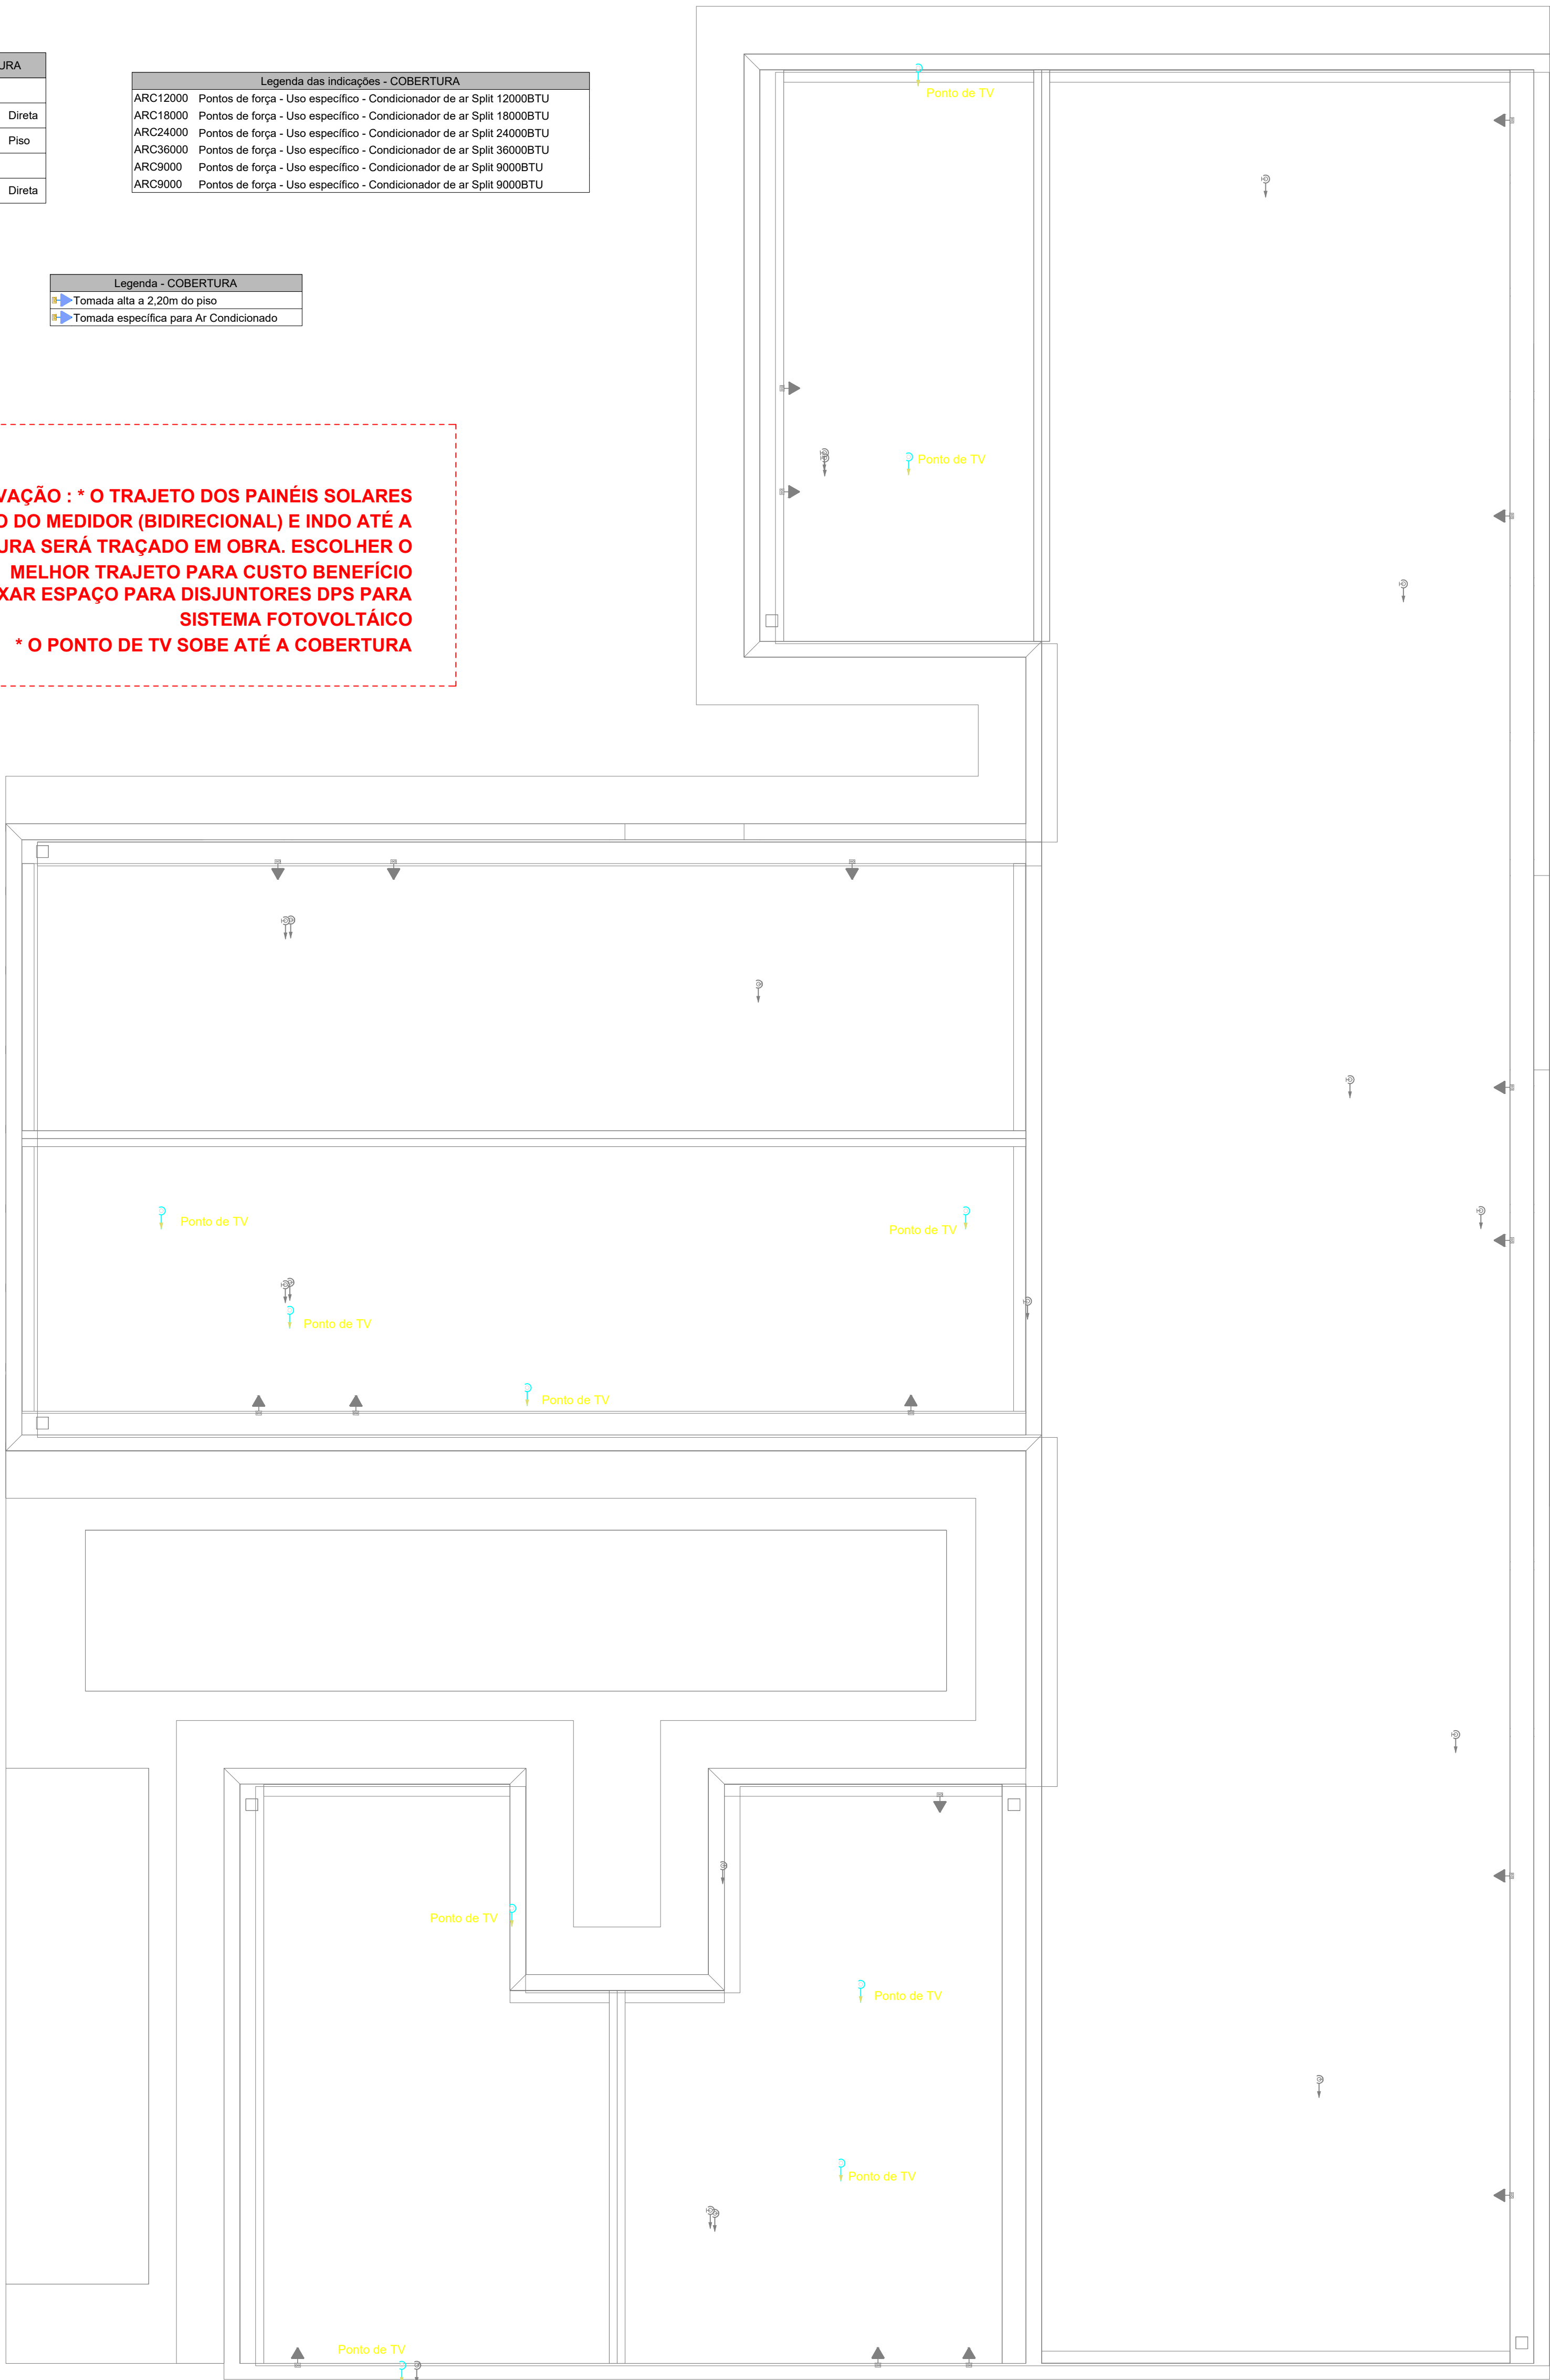 URA
Direta
Piso
Direta
Legenda das indicações - COBERTURA
ARC12000 Pontos de força - Uso específico - Condicionador de ar Split 12000BTU
ARC18000 Pontos de força - Uso específico - Condicionador de ar Split 18000BTU
ARC24000 Pontos de força - Uso específico - Condicionador de ar Split 24000BTU
ARC36000 Pontos de força - Uso específico - Condicionador de ar Split 36000BTU
ARC9000 Pontos de força - Uso específico - Condicionador de ar Split 9000BTU
ARC9000 Pontos de força - Uso específico - Condicionador de ar Split 9000BTU
Legenda - COBERTURA
Tomada alta a 2,20m do piso
Tomada específica para Ar Condicionado
VAÇÃO : * O TRAJETO DOS PAINÉIS SOLARES
O DO MEDIDOR (BIDIRECIONAL) E INDO ATÉ A
URA SERÁ TRAÇADO EM OBRA. ESCOLHER O
MELHOR TRAJETO PARA CUSTO BENEFÍCIO
XAR ESPAÇO PARA DISJUNTORES DPS PARA
SISTEMA FOTOVOLTÁICO
* O PONTO DE TV SOBE ATÉ A COBERTURA
Ponto de TV
Ponto de TV
Ponto de TV
Ponto de TV
Ponto de TV
Ponto de TV
Ponto de TV
Ponto de TV
Ponto de TV
Ponto de TV